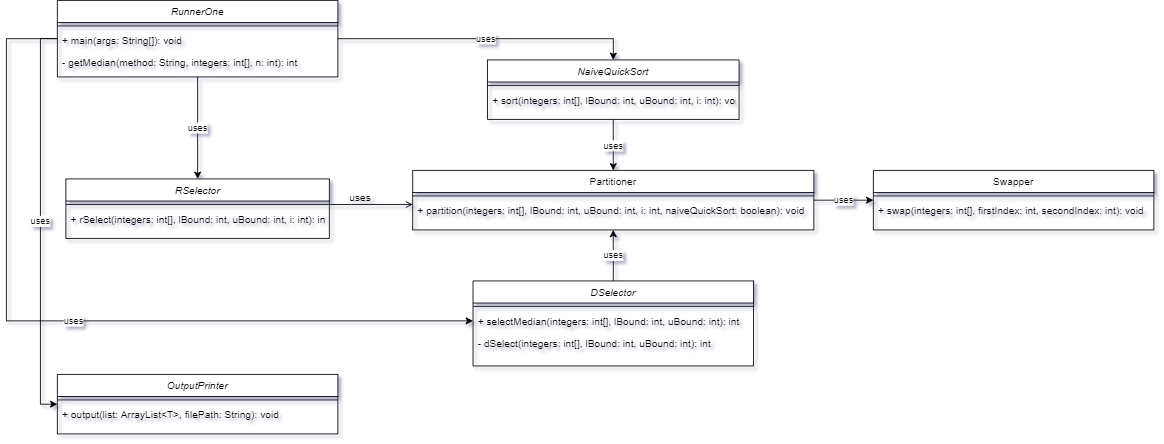 RunnerOne
+ main(args: String[]): void
- getMedian(method: String, integers: int[], n: int): int
uses
NaiveQuickSort
+ sort(integers: int[], lBound: int, uBound: int, i: int): vo
uses
uses
RSelector
+ rSelect(integers: int[], lBound: int, uBound: int, i: int): in
uses
Partitioner
+ partition(integers: int[], lBound: int, uBound: int, i: int, naiveQuickSort: boolean): void
uses
Swapper
+ swap(integers: int[], firstIndex: int, secondIndex: int): void
uses
uses
DSelector
+ selectMedian(integers: int[], lBound: int, uBound: int): int
- dSelect(integers: int[], lBound: int, uBound: int): int
uses
OutputPrinter
+ output(list: ArrayList<T>, filePath: String): void